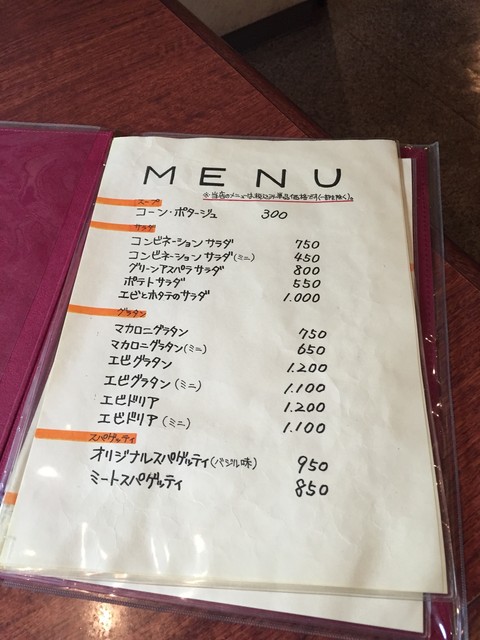 MENU
※当店のメニューは税込み単品価格です(一部を除く)。
スープ
コーン・ポタージュ 300
サラダ
コンビネーションサラダ 750
コンビネーションサラダ(ミニ) 450
グリーンアスパラサラダ 800
ポテトサラダ 550
エビとホタテのサラダ 1.000
グラタン
マカロニグラタン 750
マカロニグラタン(ミニ) 650
エビグラタン 1.200
エビグラタン(ミニ) 1.100
エビドリア 1.200
エビドリア(ミニ) 1.100
スパゲッティ
オリジナルスパゲッティ(バジル味) 950
ミートスパゲッティ 850